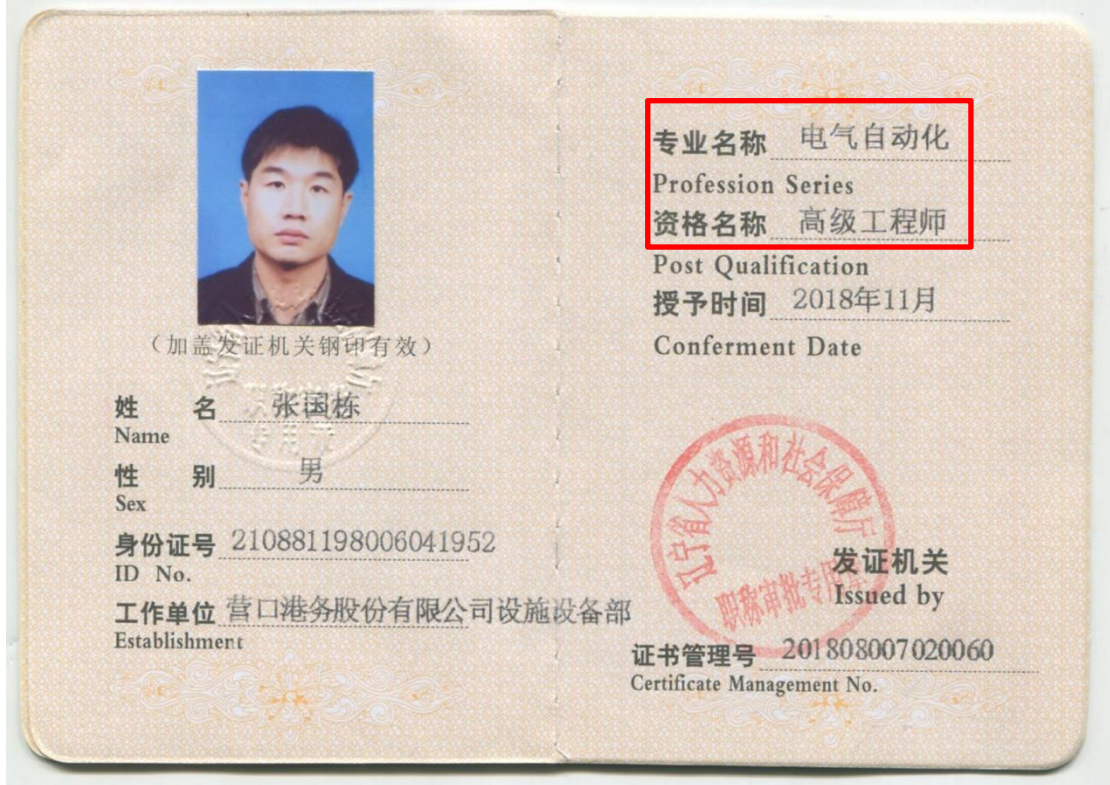 （加盖发证机关钢印有效）
姓 名 张国栋
Name
性 别 男
Sex
身份证号 210881198006041952
ID No.
工作单位 营口港务股份有限公司设施设备部
Establishment
专业名称 电气自动化
Profession Series
资格名称 高级工程师
Post Qualification
授予时间 2018年11月
Conferment Date
辽宁省人力资源和社会保障厅
职称审批专用章
发证机关
Issued by
证书管理号 201808007020060
Certificate Management No.